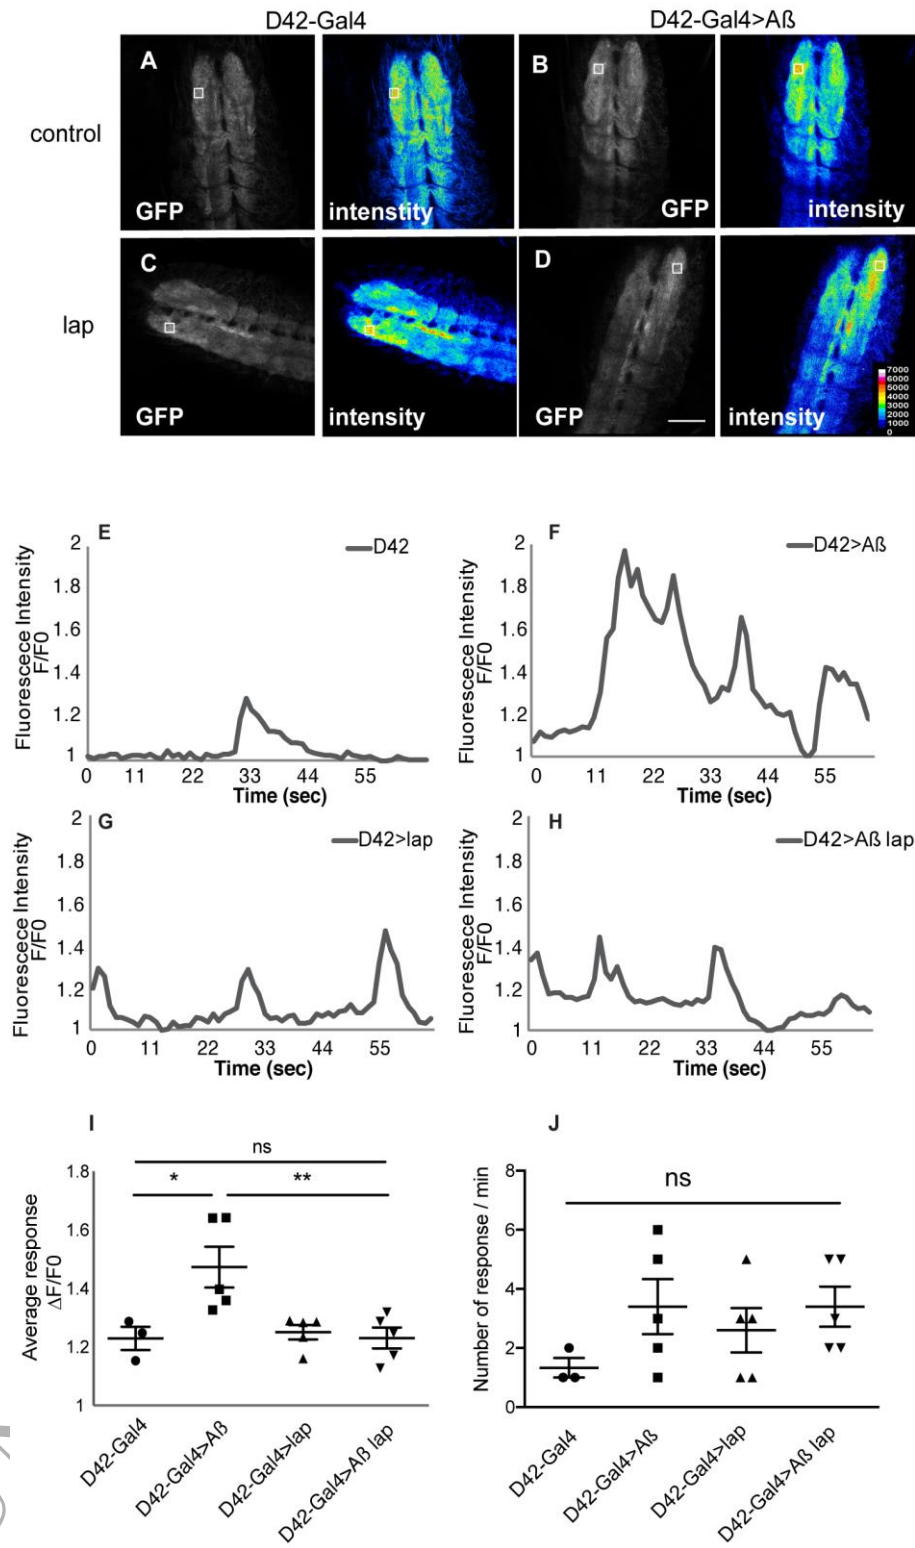 D42-Gal4 D42-Gal4>Aß
control
A B
GFP intenstity GFP intensity
lap
C D
GFP intensity GFP intensity
7000
6000
5000
4000
3000
2000
1000
0
E
D42
Fluorescece Intensity
F/F0
2
1.8
1.6
1.4
1.2
1
0 11 22 33 44 55
Time (sec)
F
D42>Aß
Fluorescece Intensity
F/F0
2
1.8
1.6
1.4
1.2
1
0 11 22 33 44 55
Time (sec)
G
D42>lap
Fluorescece Intensity
F/F0
2
1.8
1.6
1.4
1.2
1
0 11 22 33 44 55
Time (sec)
H
D42>Aß lap
Fluorescece Intensity
F/F0
2
1.8
1.6
1.4
1.2
1
0 11 22 33 44 55
Time (sec)
I
ns
* **
Average response
ΔF/F0
1.8
1.6
1.4
1.2
1
D42-Gal4
D42-Gal4>Aß
D42-Gal4>lap
D42-Gal4>Aß lap
J
ns
Number of response / min
8
6
4
2
0
D42-Gal4
D42-Gal4>Aß
D42-Gal4>lap
D42-Gal4>Aß lap